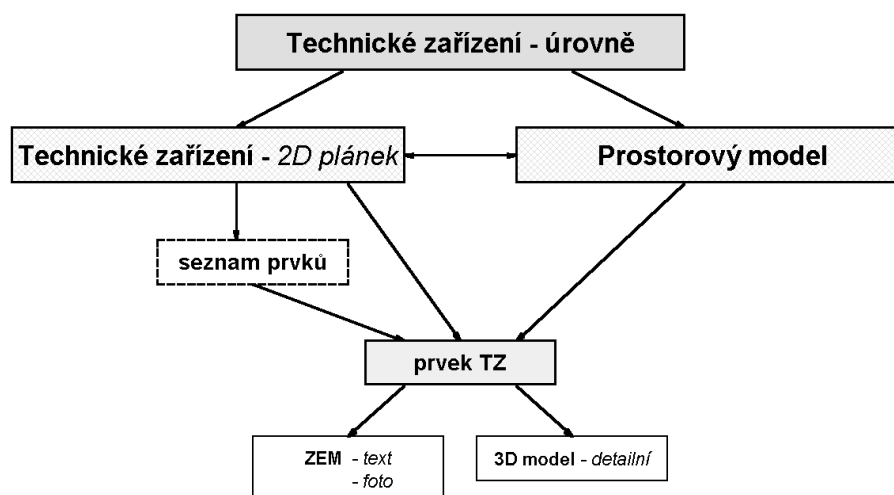 Technické zařízení - úrovně
Technické zařízení - 2D plánek
Prostorový model
seznam prvků
prvek TZ
ZEM - text
- foto
3D model - detailní